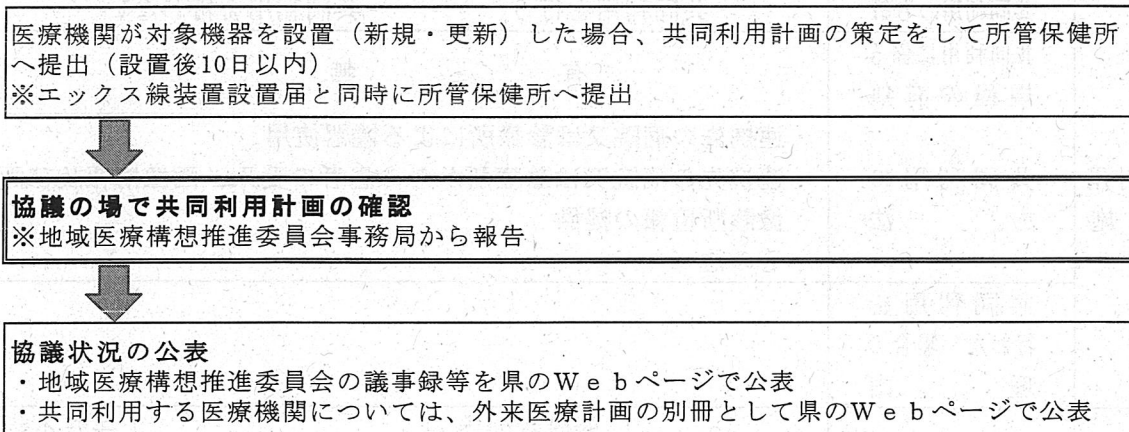 医療機関が対象機器を設置（新規・更新）した場合、共同利用計画の策定をして所管保健所
へ提出（設置後10日以内）
※エックス線装置設置届と同時に所管保健所へ提出
協議の場で共同利用計画の確認
※地域医療構想推進委員会事務局から報告
協議状況の公表
・地域医療構想推進委員会の議事録等を県のＷｅｂページで公表
・共同利用する医療機関については、外来医療計画の別冊として県のＷｅｂページで公表